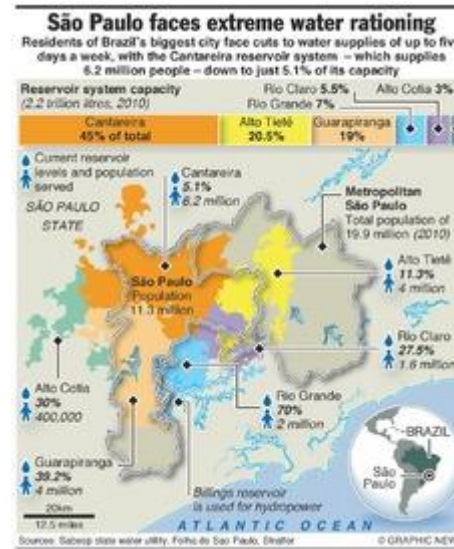 São Paulo faces extreme water rationing
Residents of Brazil's biggest city face cuts to water supplies of up to five
days a week, with the Cantareira reservoir system – which supplies
6.2 million people – down to just 5.1% of its capacity
Reservoir system capacity
(2.2 trillion litres, 2010)
Rio Claro 5.5%
Alto Cotia 3%
Rio Grande 7%
Cantareira
45% of total
Alto Tietê
20.5%
Guarapiranga
19%
Current reservoir
levels and population
served
Cantareira
5.1%
6.2 million
SÃO PAULO
STATE
Metropolitan
São Paulo
Total population of
19.9 million (2010)
São Paulo
Population
11.3 million
Alto Tietê
11.3%
4 million
Rio Claro
27.5%
1.6 million
Alto Cotia
30%
400,000
Rio Grande
70%
2 million
Guarapiranga
39.2%
4 million
Billings reservoir
is used for hydropower
BRAZIL
São
Paulo
20km
12.5 miles
ATLANTIC OCEAN
Sources: Sabesp state water utility, Folha de Sao Paulo, Stratfor
© GRAPHIC NEW